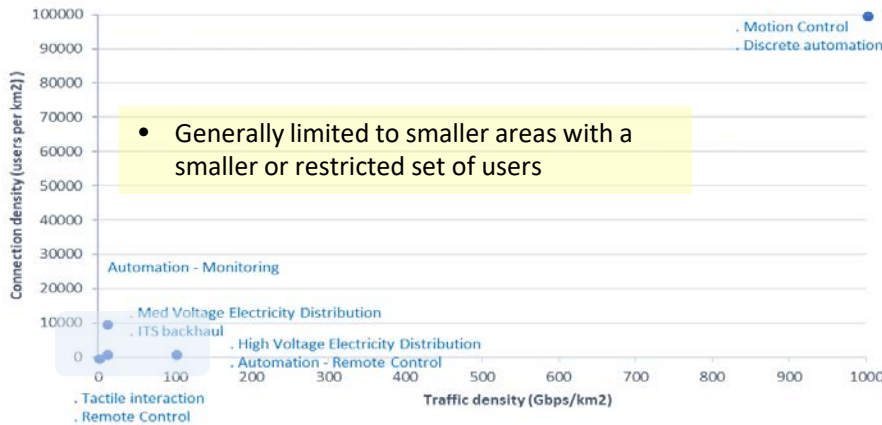 100000
90000
80000
70000
60000
50000
40000
30000
20000
10000
0
Connection density (users per km2])
. Motion Control
. Discrete automation
• Generally limited to smaller areas with a
smaller or restricted set of users
Automation - Monitoring
. Med Voltage Electricity Distribution
. ITS backhaul
. High Voltage Electricity Distribution
. Automation - Remote Control
0 100 200 300 400 500 600 700 800 900 1000
Traffic density (Gbps/km2)
. Tactile interaction
. Remote Control